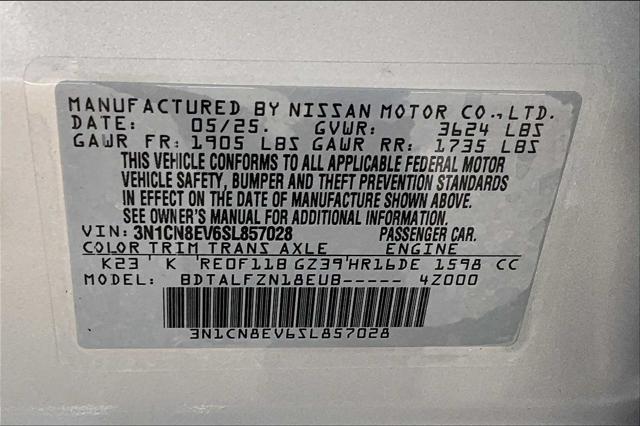 MANUFACTURED BY NISSAN MOTOR CO., LTD.
DATE: 05/25. GVWR: 3624 LBS
GAWR FR: 1905 LBS GAWR RR: 1735 LBS
THIS VEHICLE CONFORMS TO ALL APPLICABLE FEDERAL MOTOR
VEHICLE SAFETY, BUMPER AND THEFT PREVENTION STANDARDS
IN EFFECT ON THE DATE OF MANUFACTURE SHOWN ABOVE.
SEE OWNER'S MANUAL FOR ADDITIONAL INFORMATION.
VIN: 3N1CN8EV6SL857028 PASSENGER CAR.
COLOR TRIM TRANS AXLE ENGINE
K23 ' K ' RE0F11B GZ39 ' HR16DE 1598 CC
MODEL: BDTALFZN18EUB----- 4Z000
3N1CN8EV6SL857028